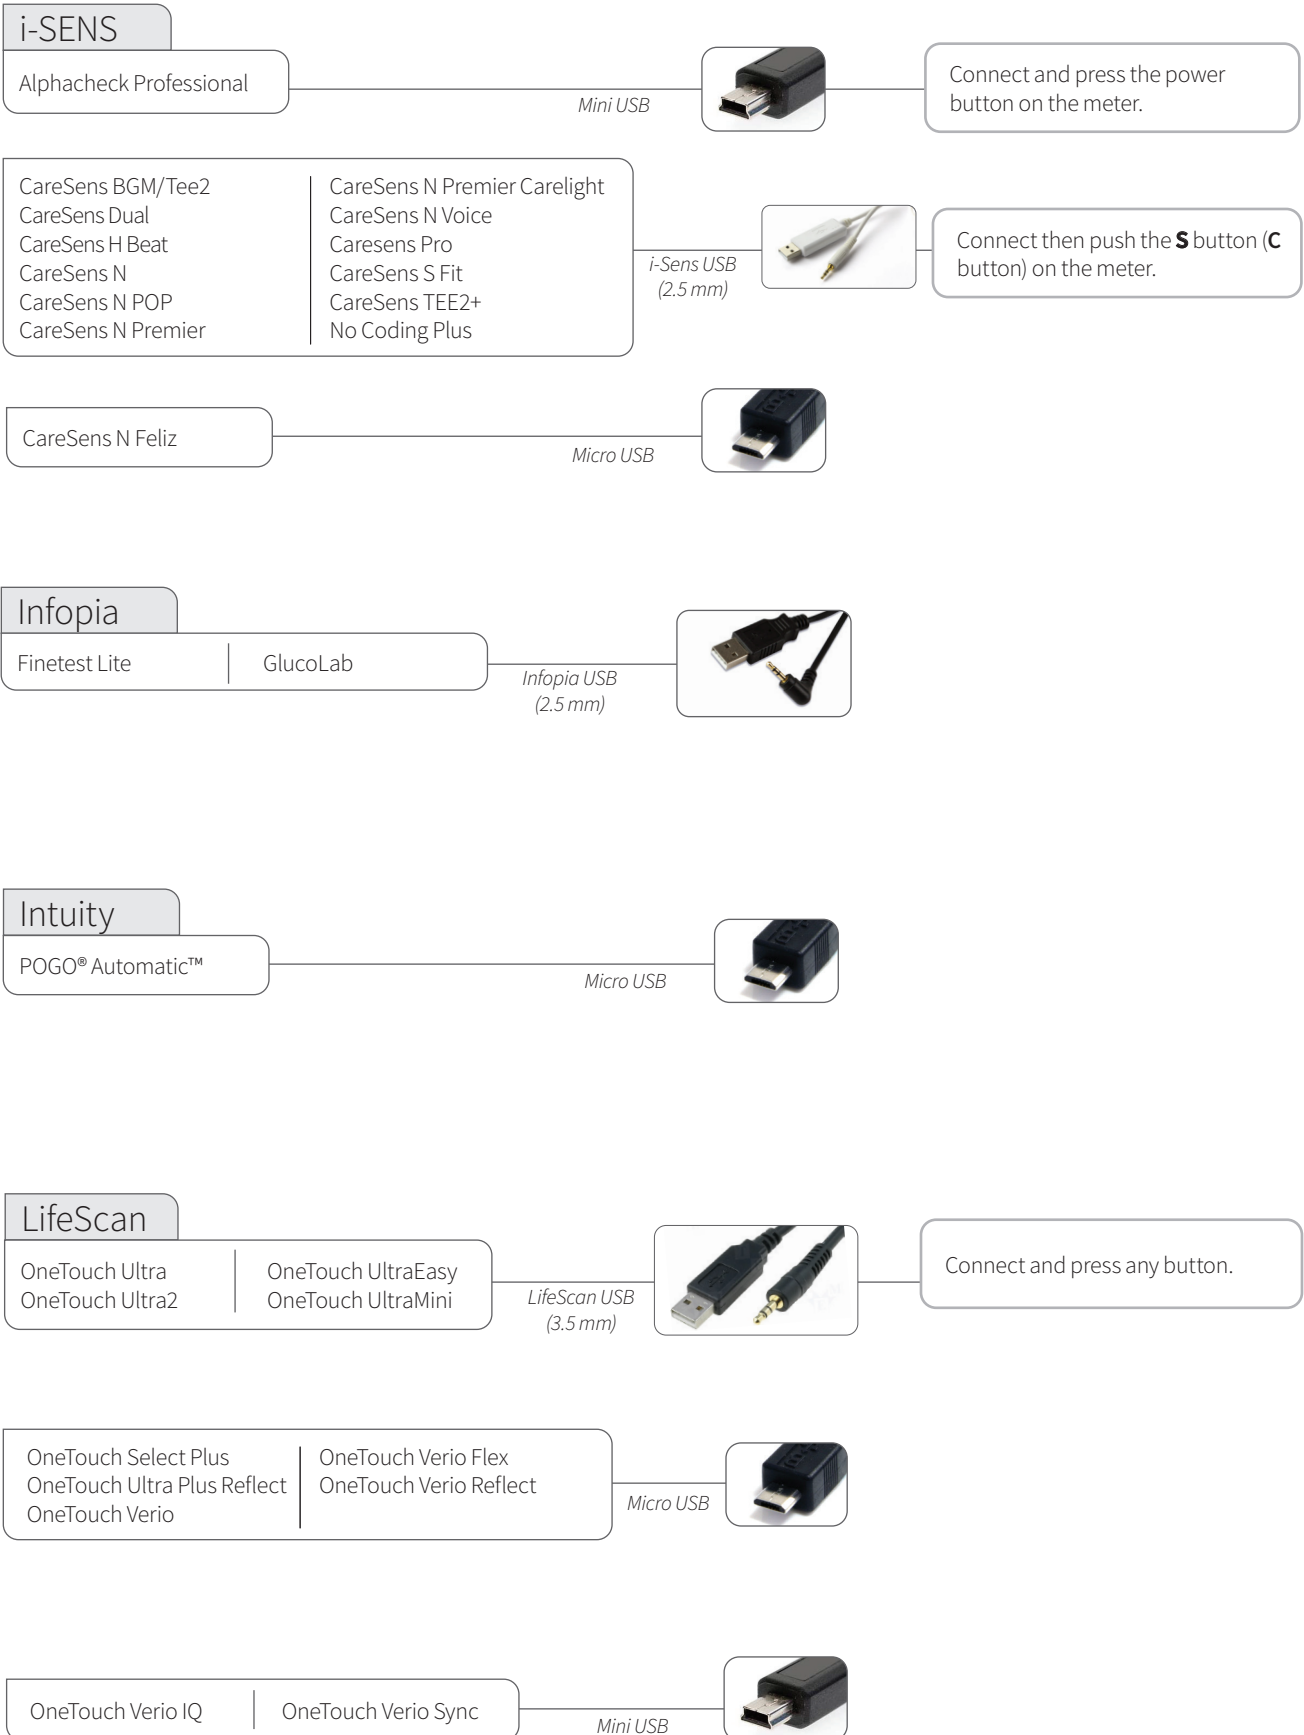 i-SENS
Alphacheck Professional
Mini USB
Connect and press the power
button on the meter.
CareSens BGM/Tee2
CareSens Dual
CareSens H Beat
CareSens N
CareSens N POP
CareSens N Premier
CareSens N Premier Carelight
CareSens N Voice
Caresens Pro
CareSens S Fit
CareSens TEE2+
No Coding Plus
i-Sens USB
(2.5 mm)
Connect then push the S button (C
button) on the meter.
CareSens N Feliz
Micro USB
Infopia
Finetest Lite
GlucoLab
Infopia USB
(2.5 mm)
Intuity
POGO® Automatic™
Micro USB
LifeScan
OneTouch Ultra
OneTouch Ultra2
OneTouch UltraEasy
OneTouch UltraMini
LifeScan USB
(3.5 mm)
Connect and press any button.
OneTouch Select Plus
OneTouch Ultra Plus Reflect
OneTouch Verio
OneTouch Verio Flex
OneTouch Verio Reflect
Micro USB
OneTouch Verio IQ
OneTouch Verio Sync
Mini USB